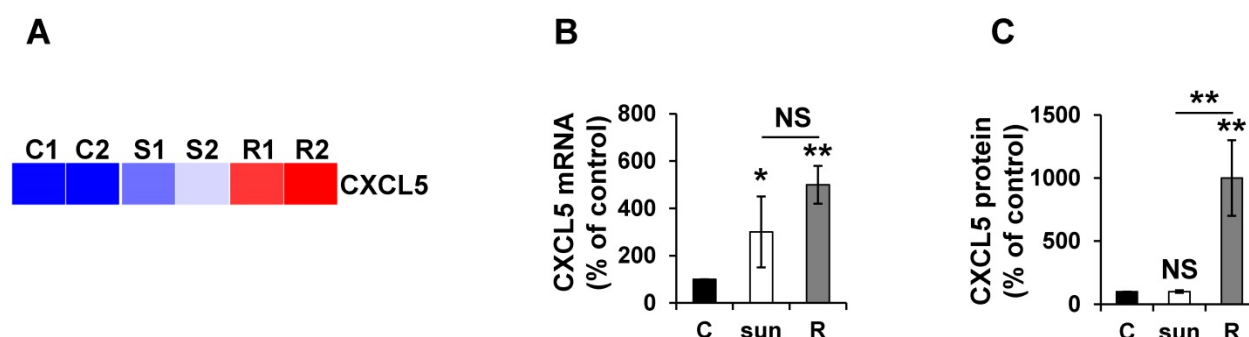 A
C1 C2 S1 S2 R1 R2
CXCL5
B
CXCL5 mRNA
(% of control)
800
600
400
200
0
NS
*
**
C sun R
C
CXCL5 protein
(% of control)
1500
1000
500
0
**
**
NS
C sun R